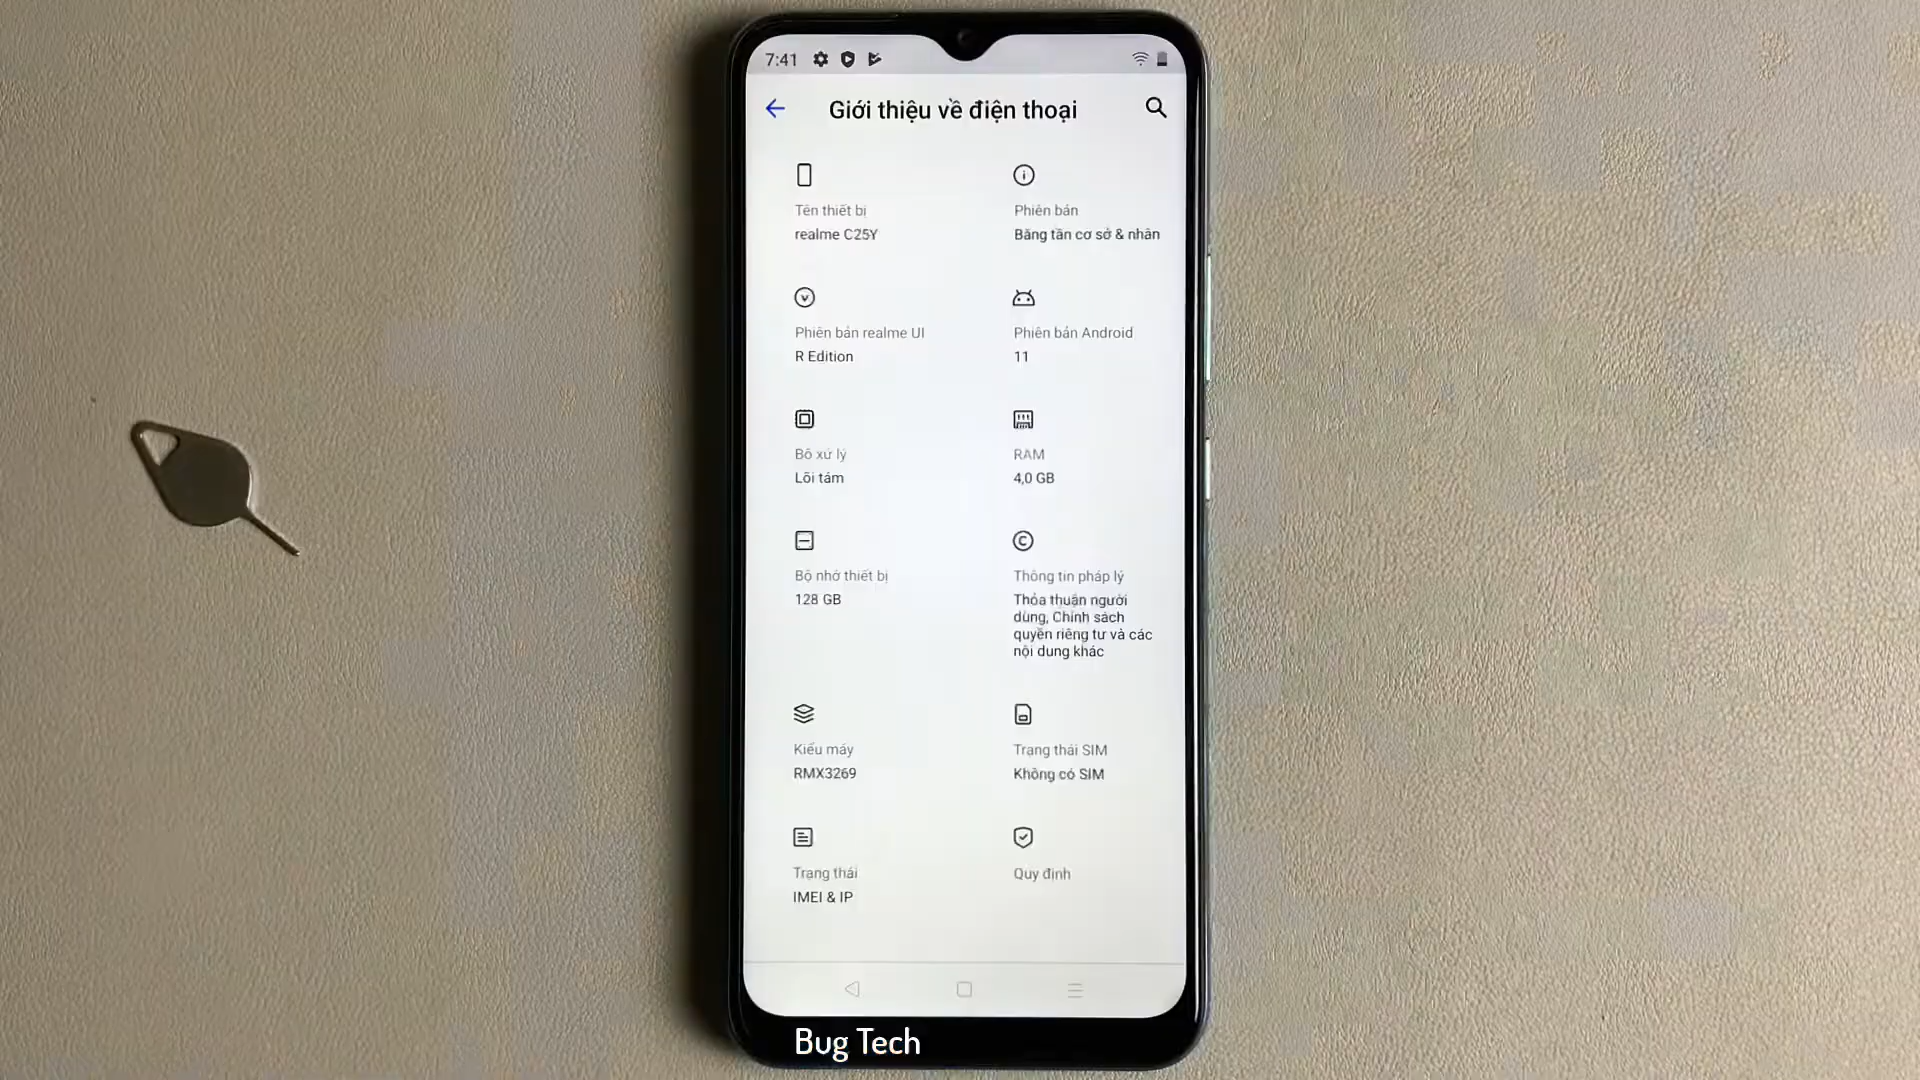 7:41
Giới thiệu về điện thoại
Tên thiết bị
realme C25Y
Phiên bản
Băng tần cơ sở & nhân
Phiên bản realme UI
R Edition
Phiên bản Android
11
Bộ xử lý
Lõi tám
RAM
4,0 GB
Bộ nhớ thiết bị
128 GB
Thông tin pháp lý
Thỏa thuận người
dùng, Chính sách
quyền riêng tư và các
nội dung khác
Kiểu máy
RMX3269
Trạng thái SIM
Không có SIM
Trạng thái
IMEI & IP
Quy định
Bug Tech